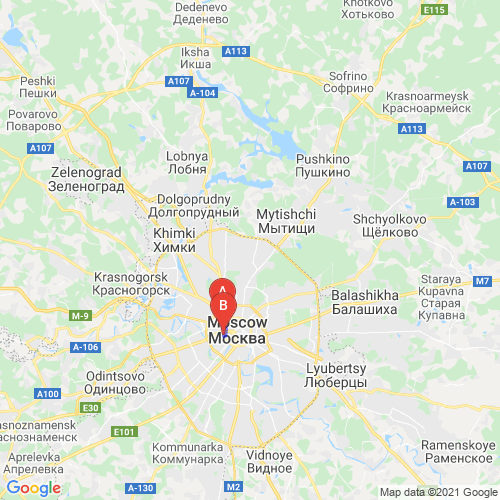 Dedenevo
Деденево
Khotkovo
Хотьково
E115
Iksha
Икша
A113
Peshki
Пешки
A107
A-104
Sofrino
Софрино
Krasnoarmeysk
Красноармейск
Povarovo
Поварово
A113
A107
Lobnya
Лобня
Pushkino
Пушкино
A107
Zelenograd
Зеленоград
Dolgoprudny
Долгопрудный
A-103
Mytishchi
Мытищи
Shchyolkovo
Щёлково
Khimki
Химки
Krasnogorsk
Красногорск
Staraya
Kupavna
Старая
Купавна
M7
A
B
Balashikha
Балашиха
M-9
Moscow
Москва
A-106
Lyubertsy
Люберцы
Odintsovo
Одинцово
A100
E30
asnoznamensk
аснознаменск
E101
Kommunarka
Коммунарка
Vidnoye
Видное
Ramenskoye
Раменское
Aprelevka
Апрелевка
A-130
M2
Google
Map data ©2021 Google